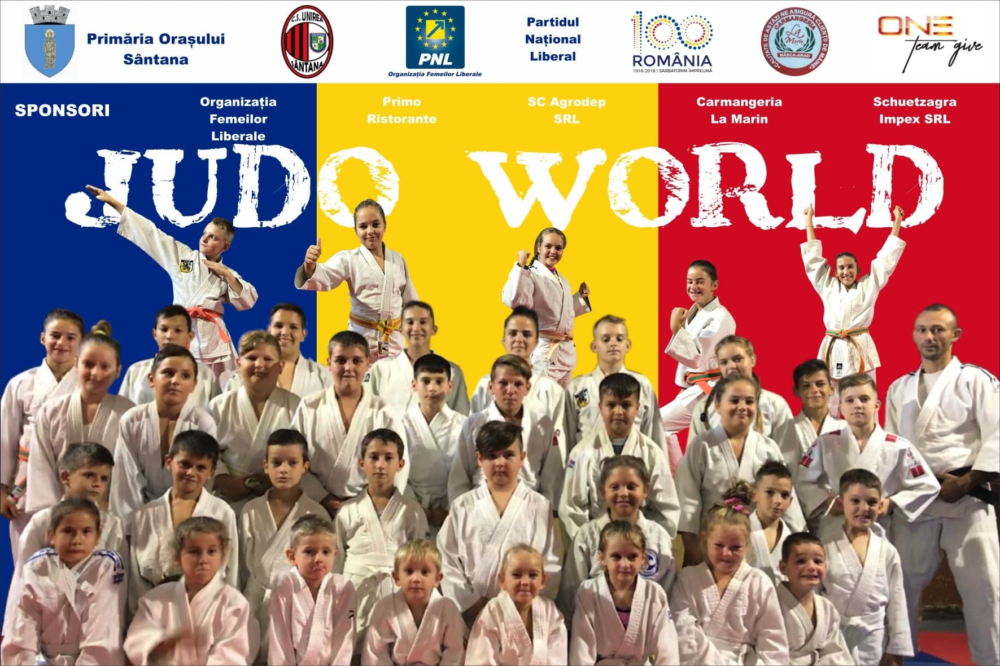 Primăria Orașului
Sântana
C.S. UNIREA
Sântana
SÂNTANA
PNL
Organizația Femeilor Liberale
Partidul
Național
Liberal
100
ROMÂNIA
1918-2018 | SĂRBĂTORIM ÎMPREUNĂ
CALITATE DE ASTĂZI NE ASIGURĂ CLIENȚII DE MÂINE
CARMANGERIA
La
Marin
MÂSCA-ARAD
ONE
Team give
SPONSORI
Organizația
Femeilor
Liberale
Primo
Ristorante
SC Agrodep
SRL
Carmangeria
La Marin
Schuetzagra
Impex SRL
JUDO WORLD